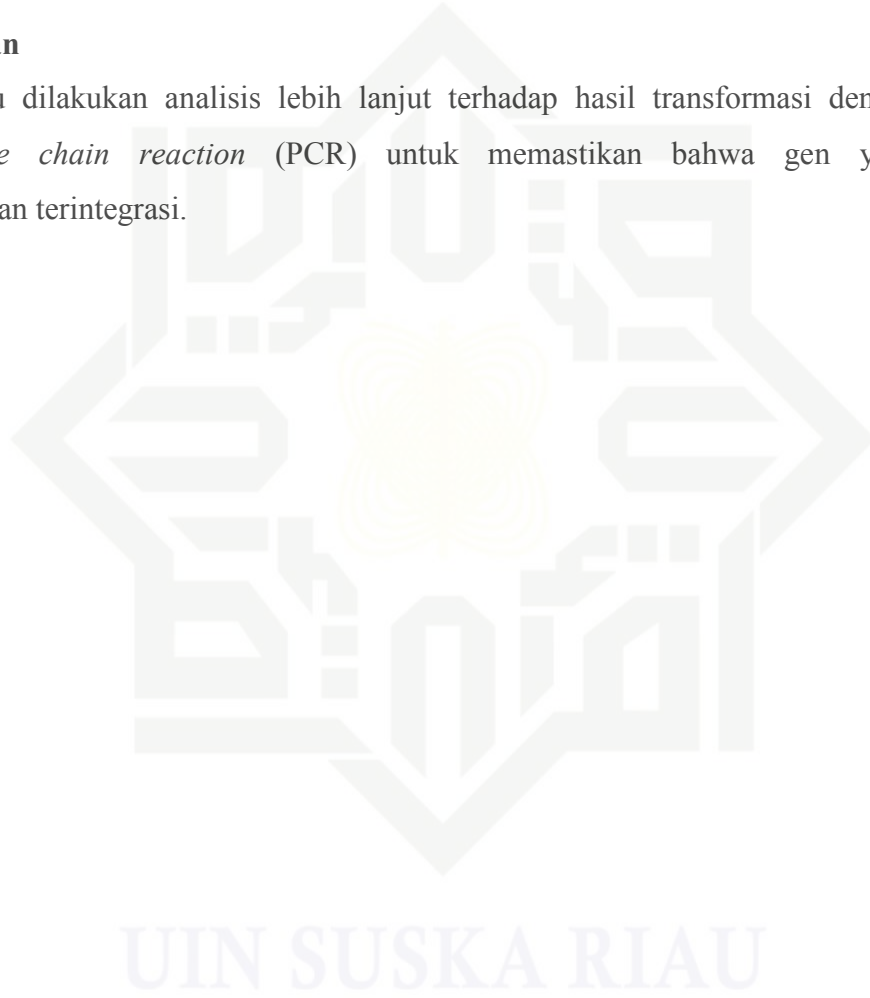 an
u dilakukan analisis lebih lanjut terhadap hasil transformasi den
e chain reaction (PCR) untuk memastikan bahwa gen y
an terintegrasi.
UIN SUSKA RIAU